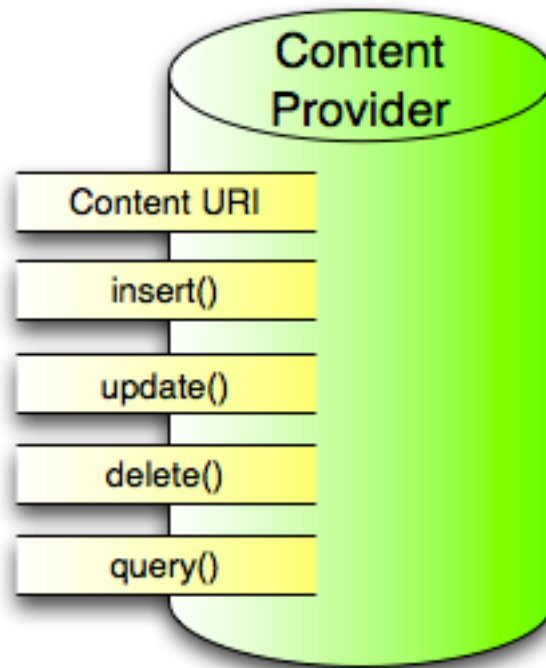 Content
Provider
Content URI
insert()
update()
delete()
query()